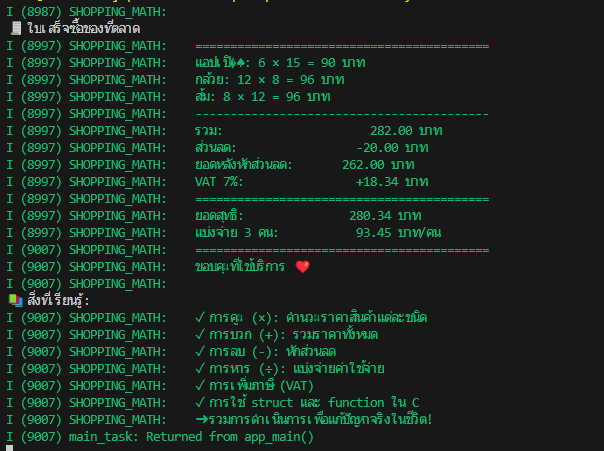 I (8987) SHOPPING_MATH:
🧾 ใบเสร็จซื้อของที่ตลาด
I (8997) SHOPPING_MATH: ==========================================
I (8997) SHOPPING_MATH: แอปเปิ��: 6 × 15 = 90 บาท
I (8997) SHOPPING_MATH: กล้วย: 12 × 8 = 96 บาท
I (8997) SHOPPING_MATH: ส้ม: 8 × 12 = 96 บาท
I (8997) SHOPPING_MATH: ------------------------------------------
I (8997) SHOPPING_MATH: รวม: 282.00 บาท
I (8997) SHOPPING_MATH: ส่วนลด: -20.00 บาท
I (8997) SHOPPING_MATH: ยอดหลังหักส่วนลด: 262.00 บาท
I (8997) SHOPPING_MATH: VAT 7%: +18.34 บาท
I (8997) SHOPPING_MATH: ==========================================
I (8997) SHOPPING_MATH: ยอดสุทธิ: 280.34 บาท
I (8997) SHOPPING_MATH: แบ่งจ่าย 3 คน: 93.45 บาท/คน
I (9007) SHOPPING_MATH: ==========================================
I (9007) SHOPPING_MATH: ขอบคุณที่ใช้บริการ ❤️
I (9007) SHOPPING_MATH:
📚 สิ่งที่เรียนรู้:
I (9007) SHOPPING_MATH: ✓ การคูณ (×): คำนวณราคาสินค้าแต่ละชนิด
I (9007) SHOPPING_MATH: ✓ การบวก (+): รวมราคาทั้งหมด
I (9007) SHOPPING_MATH: ✓ การลบ (-): หักส่วนลด
I (9007) SHOPPING_MATH: ✓ การหาร (÷): แบ่งจ่ายค่าใช้จ่าย
I (9007) SHOPPING_MATH: ✓ การเพิ่มภาษี (VAT)
I (9007) SHOPPING_MATH: ✓ การใช้ struct และ function ใน C
I (9007) SHOPPING_MATH: ➜รวมการดำเนินการเพื่อแก้ปัญหาจริงในชีวิต!
I (9007) main_task: Returned from app_main()